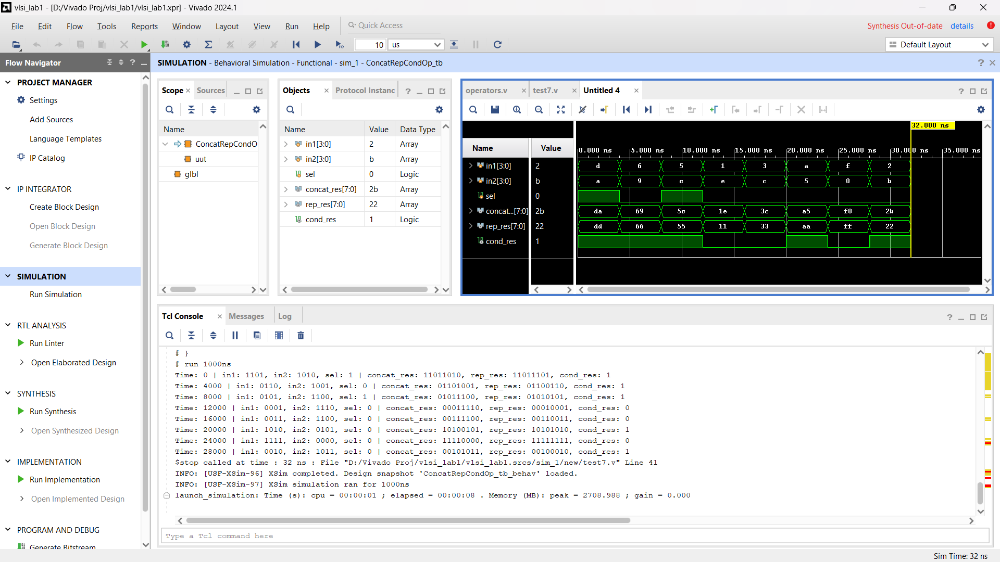 vlsi_lab1 - [D:/Vivado Proj/vlsi_lab1/vlsi_lab1.xpr] - Vivado 2024.1
File Edit Flow Tools Reports Window Layout View Run Help Quick Access
Synthesis Out-of-date details
10 us
Default Layout
Flow Navigator
SIMULATION - Behavioral Simulation - Functional - sim_1 - ConcatRepCondOp_tb
PROJECT MANAGER
Settings
Add Sources
Language Templates
IP Catalog
IP INTEGRATOR
Create Block Design
Open Block Design
Generate Block Design
SIMULATION
Run Simulation
RTL ANALYSIS
Run Linter
Open Elaborated Design
SYNTHESIS
Run Synthesis
Open Synthesized Design
IMPLEMENTATION
Run Implementation
Open Implemented Design
PROGRAM AND DEBUG
Generate Bitstream
Scope Sources
Name
ConcatRepCondO
uut
glbl
Objects Protocol Instanc
Name Value Data Type
in1[3:0] 2 Array
in2[3:0] b Array
sel 0 Logic
concat_res[7:0] 2b Array
rep_res[7:0] 22 Array
cond_res 1 Logic
operators.v test7.v Untitled 4
32.000 ns
Name Value
0.000 ns 5.000 ns 10.000 ns 15.000 ns 20.000 ns 25.000 ns 30.000 ns 35.000 ns
in1[3:0] 2 d 6 5 1 3 a f 2
in2[3:0] b a 9 c e c 5 0 b
sel 0
concat...[7:0] 2b da 69 5c 1e 3c a5 f0 2b
rep_res[7:0] 22 dd 66 55 11 33 aa ff 22
cond_res 1
Tcl Console Messages Log
# }
# run 1000ns
Time: 0 | in1: 1101, in2: 1010, sel: 1 | concat_res: 11011010, rep_res: 11011101, cond_res: 1
Time: 4000 | in1: 0110, in2: 1001, sel: 0 | concat_res: 01101001, rep_res: 01100110, cond_res: 1
Time: 8000 | in1: 0101, in2: 1100, sel: 1 | concat_res: 01011100, rep_res: 01010101, cond_res: 1
Time: 12000 | in1: 0001, in2: 1110, sel: 0 | concat_res: 00011110, rep_res: 00010001, cond_res: 0
Time: 16000 | in1: 0011, in2: 1100, sel: 0 | concat_res: 00111100, rep_res: 00110011, cond_res: 0
Time: 20000 | in1: 1010, in2: 0101, sel: 0 | concat_res: 10100101, rep_res: 10101010, cond_res: 1
Time: 24000 | in1: 1111, in2: 0000, sel: 0 | concat_res: 11110000, rep_res: 11111111, cond_res: 0
Time: 28000 | in1: 0010, in2: 1011, sel: 0 | concat_res: 00101011, rep_res: 00100010, cond_res: 1
$stop called at time : 32 ns : File "D:/Vivado Proj/vlsi_lab1/vlsi_lab1.srcs/sim_1/new/test7.v" Line 41
INFO: [USF-XSim-96] XSim completed. Design snapshot 'ConcatRepCondOp_tb_behav' loaded.
INFO: [USF-XSim-97] XSim simulation ran for 1000ns
launch_simulation: Time (s): cpu = 00:00:01 ; elapsed = 00:00:08 . Memory (MB): peak = 2708.988 ; gain = 0.000
Type a Tcl command here
Sim Time: 32 ns